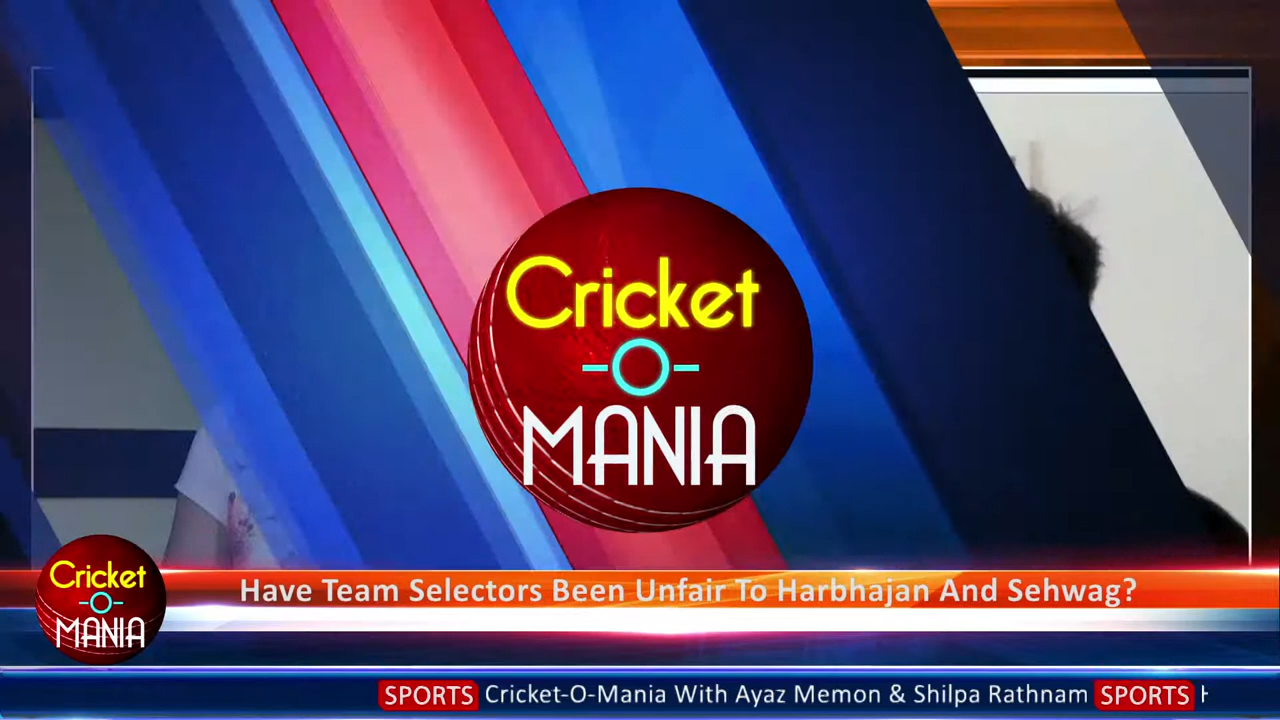 Cricket
-O-
MANIA
Have Team Selectors Been Unfair To Harbhajan And Sehwag?
Cricket
-O-
MANIA
SPORTS Cricket-O-Mania With Ayaz Memon & Shilpa Rathnam SPORTS